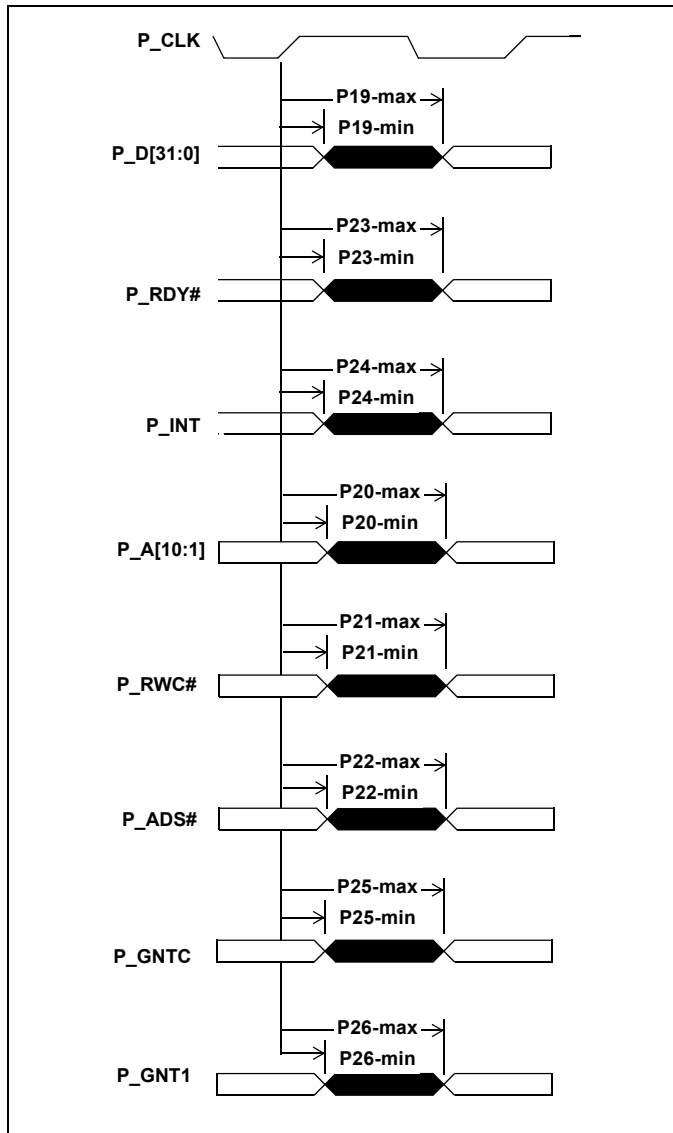 P_CLK
P19-max
P19-min
P_D[31:0]
P23-max
P23-min
P_RDY#
P24-max
P24-min
P_INT
P20-max
P20-min
P_A[10:1]
P21-max
P21-min
P_RWC#
P22-max
P22-min
P_ADS#
P25-max
P25-min
P_GNTC
P26-max
P26-min
P_GNT1